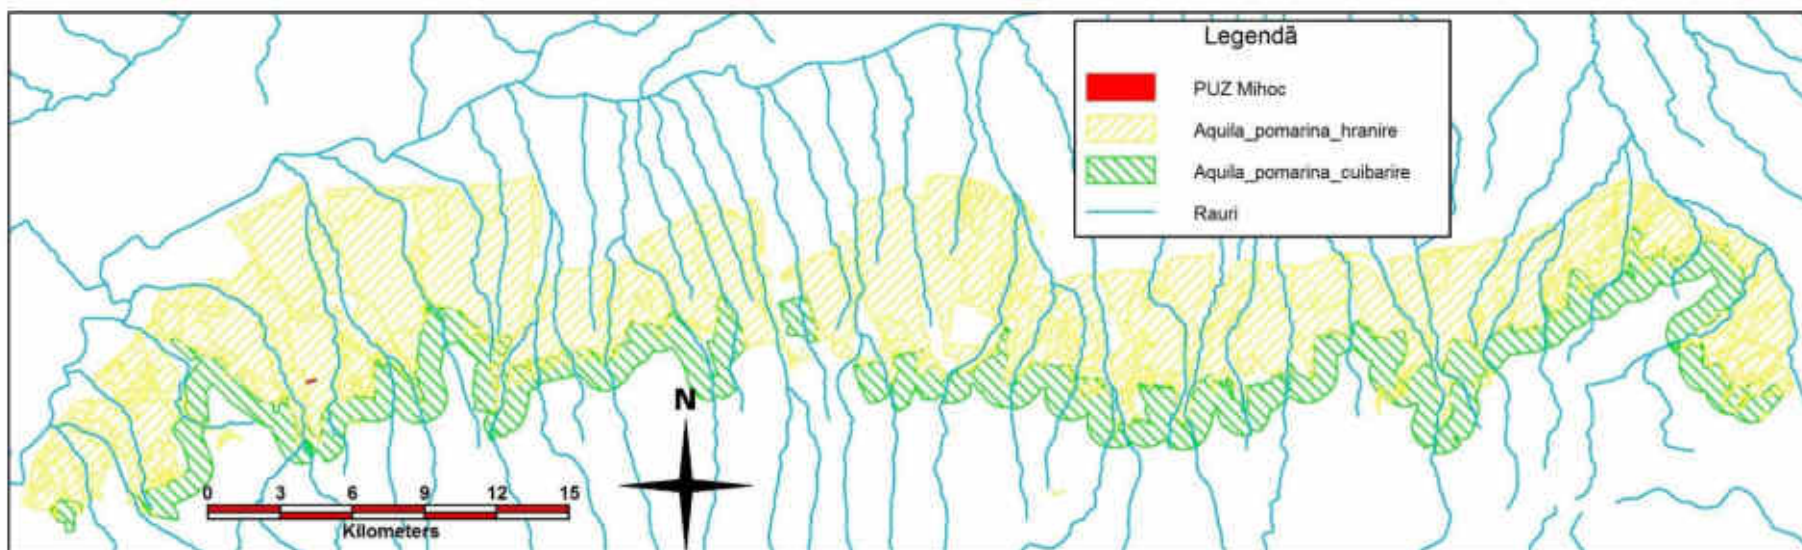 Legendă
PUZ Mihoc
Aquila_pomarina_hranire
Aquila_pomarina_cuibarire
Rauri
N
0 3 6 9 12 15
Kilometers